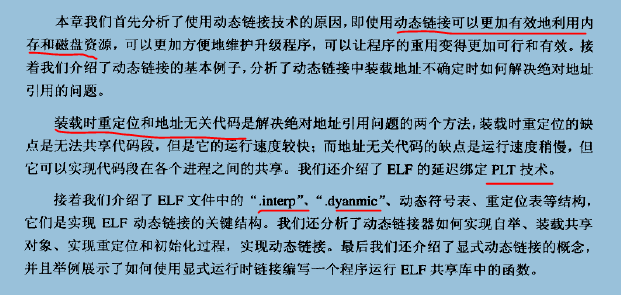 本章我们首先分析了使用动态链接技术的原因，即使用动态链接可以更加有效地利用内
存和磁盘资源，可以更加方便地维护升级程序，可以让程序的重用变得更加可行和有效。接
着我们介绍了动态链接的基本例子，分析了动态链接中装载地址不确定时如何解决绝对地址
引用的问题。
装载时重定位和地址无关代码是解决绝对地址引用问题的两个方法，装载时重定位的缺
点是无法共享代码段，但是它的运行速度较快；而地址无关代码的缺点是运行速度稍慢，但
它可以实现代码段在各个进程之间的共享。我们还介绍了 ELF 的延迟绑定 PLT 技术。
接着我们介绍了 ELF 文件中的“.interp”、“.dyanmic”、动态符号表、重定位表等结构，
它们是实现 ELF 动态链接的关键结构。我们还分析了动态链接器如何实现自举、装载共享
对象、实现重定位和初始化过程，实现动态链接。最后我们还介绍了显式动态链接的概念，
并且举例展示了如何使用显式运行时链接编写一个程序运行 ELF 共享库中的函数。